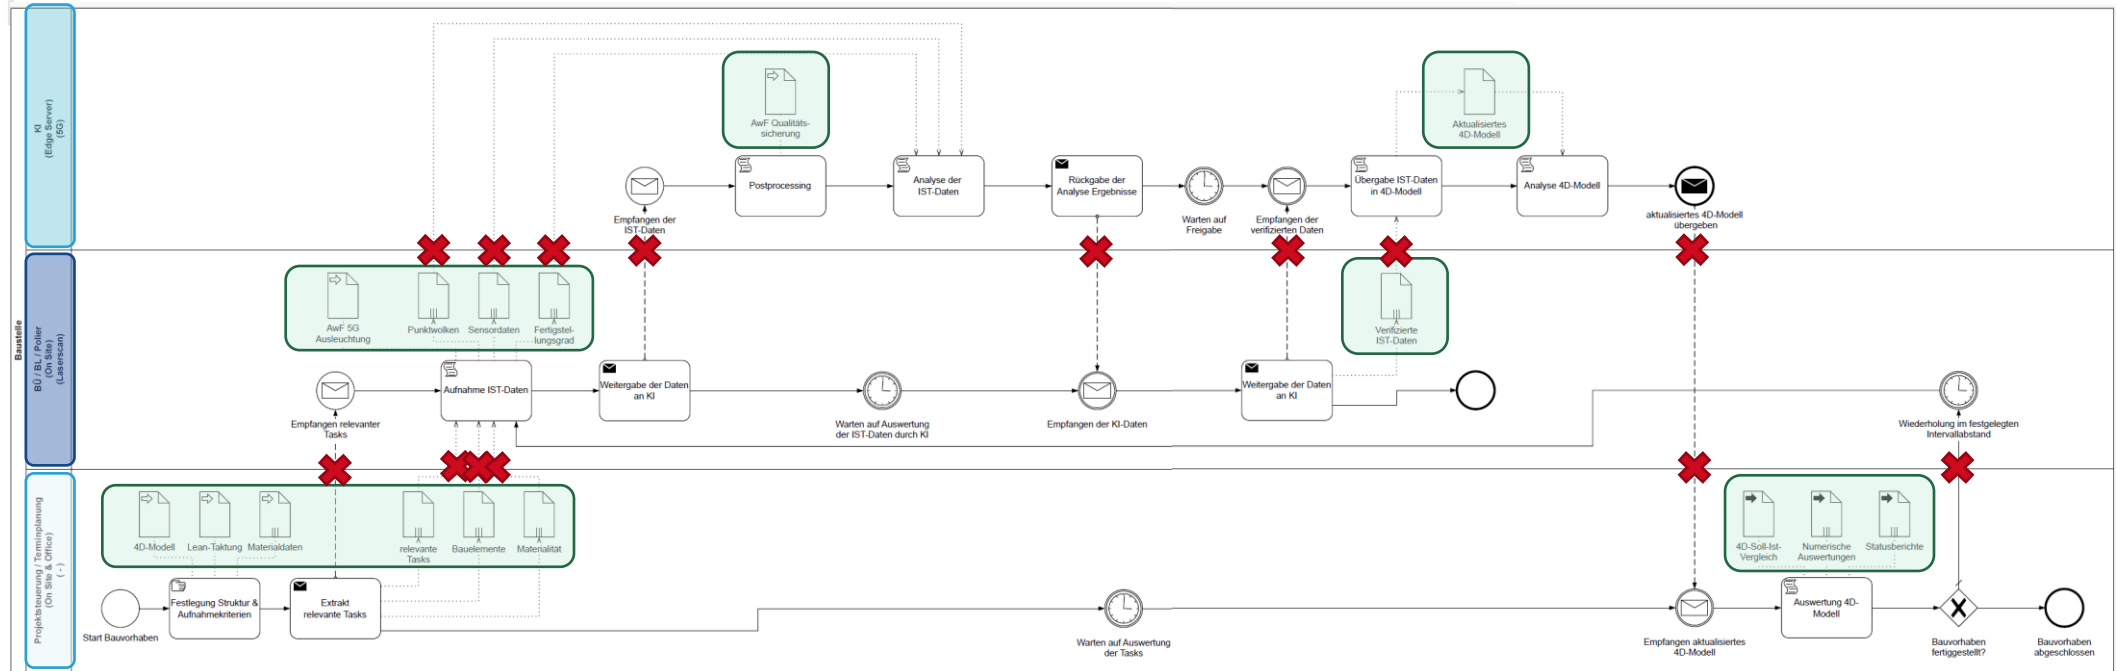 Baustelle
KI
(Edge Server)
(5G)
AwF Qualitäts-
sicherung
Aktualisiertes
4D-Modell
Postprocessing
Analyse der
IST-Daten
Rückgabe der
Analyse Ergebnisse
Übergabe IST-Daten
in 4D-Modell
Analyse 4D-Modell
Empfangen der
IST-Daten
Warten auf
Freigabe
Empfangen der
verifizierten Daten
aktualisiertes 4D-Modell
übergeben
BÜ / BL / Polier
(On Site)
(Laserscan)
AwF 5G
Ausleuchtung
Punktwolken
Sensordaten
Fertigstel-
lungsgrad
Verifizierte
IST-Daten
Aufnahme IST-Daten
Weitergabe der Daten
an KI
Weitergabe der Daten
an KI
Empfangen relevanter
Tasks
Warten auf Auswertung
der IST-Daten durch KI
Empfangen der KI-Daten
Wiederholung im festgelegten
Intervallabstand
Projektsteuerung / Terminplanung
(On Site & Office)
( - )
4D-Modell
Lean-Taktung
Materialdaten
relevante
Tasks
Bauelemente
Materialität
4D-Soll-Ist-
Vergleich
Numerische
Auswertungen
Statusberichte
Festlegung Struktur &
Aufnahmekriterien
Extrakt
relevante Tasks
Auswertung 4D-
Modell
Start Bauvorhaben
Warten auf Auswertung
der Tasks
Empfangen aktualisiertes
4D-Modell
Bauvorhaben
fertiggestellt?
Bauvorhaben
abgeschlossen